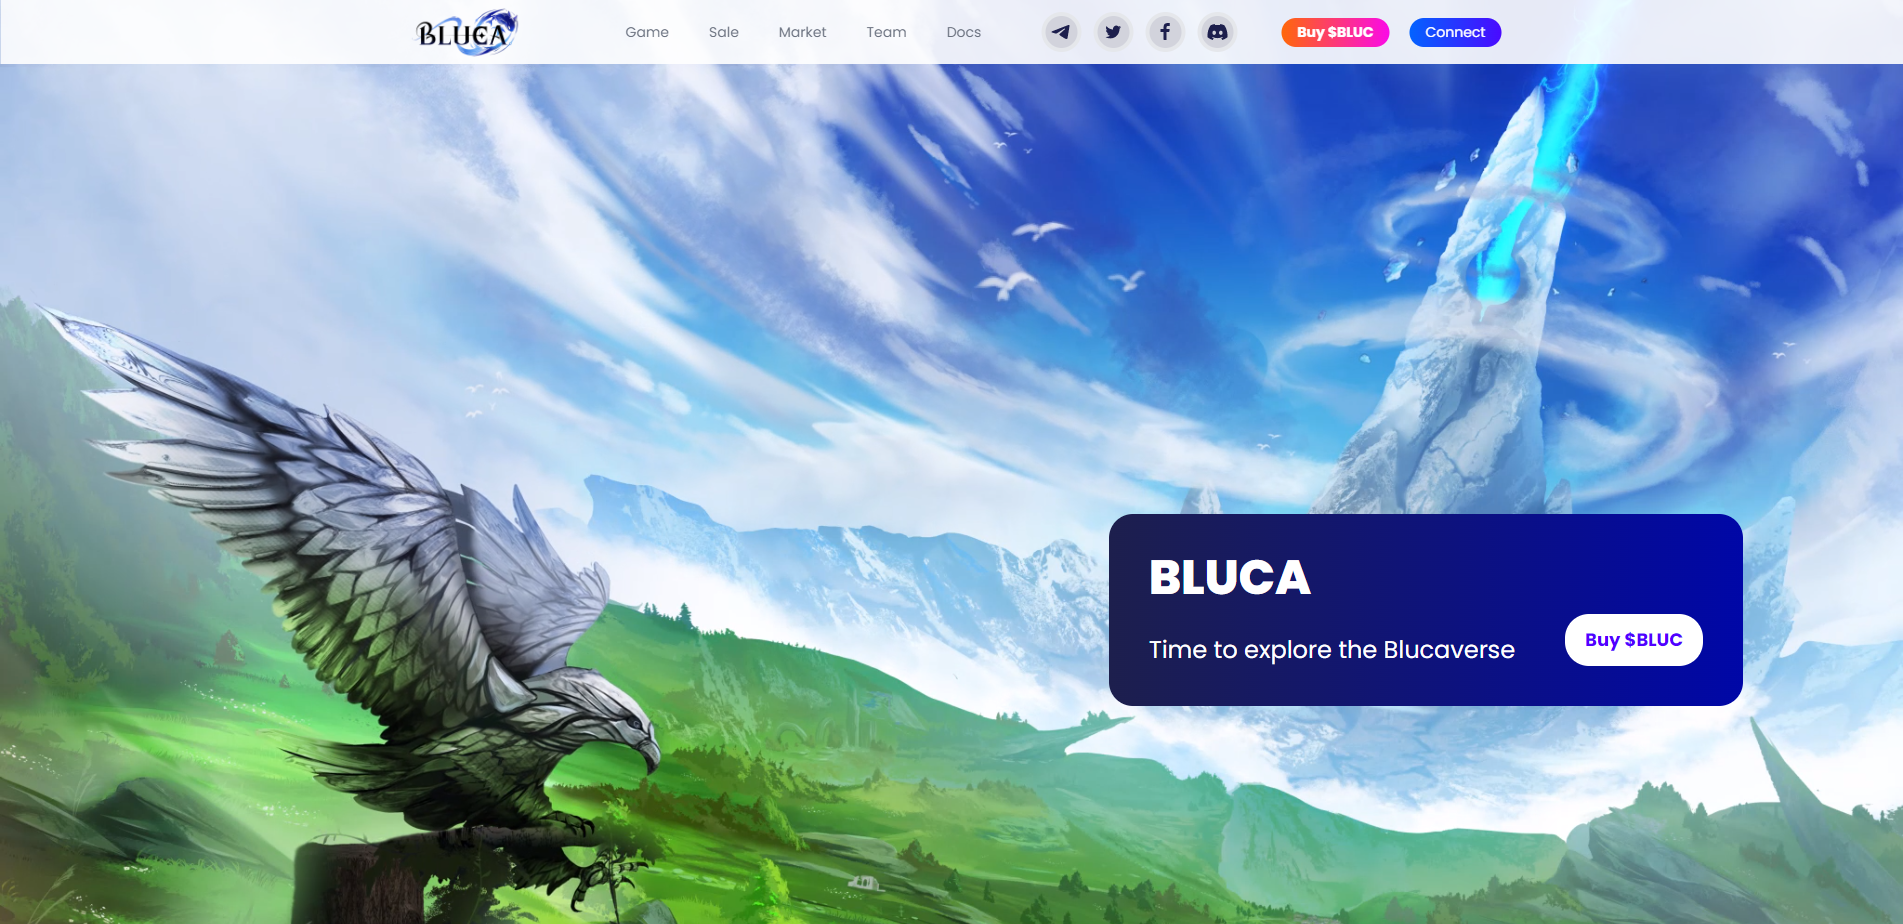 BLUCA
Game Sale Market Team Docs Buy $BLUC Connect
BLUCA
Time to explore the Blucaverse
Buy $BLUC